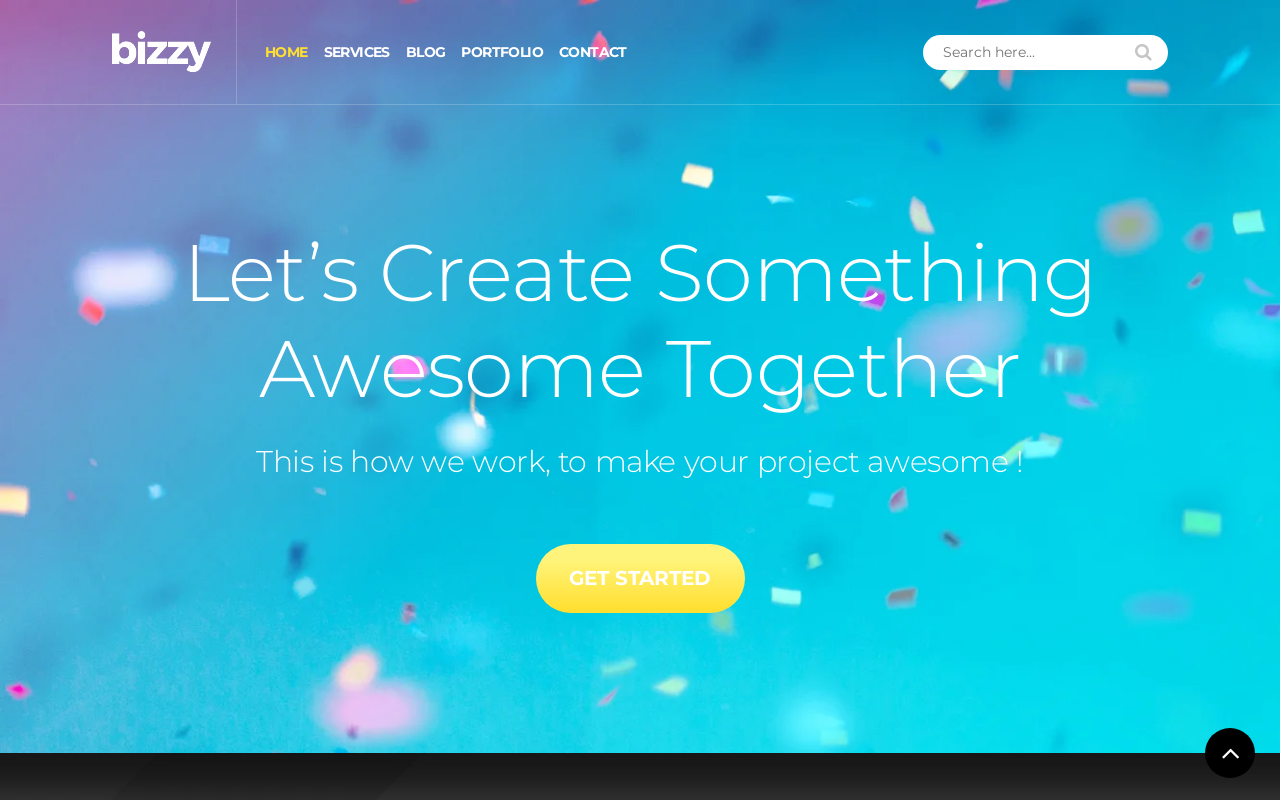 bizzy
HOME SERVICES BLOG PORTFOLIO CONTACT
Search here...
Let’s Create Something
Awesome Together
This is how we work, to make your project awesome !
GET STARTED